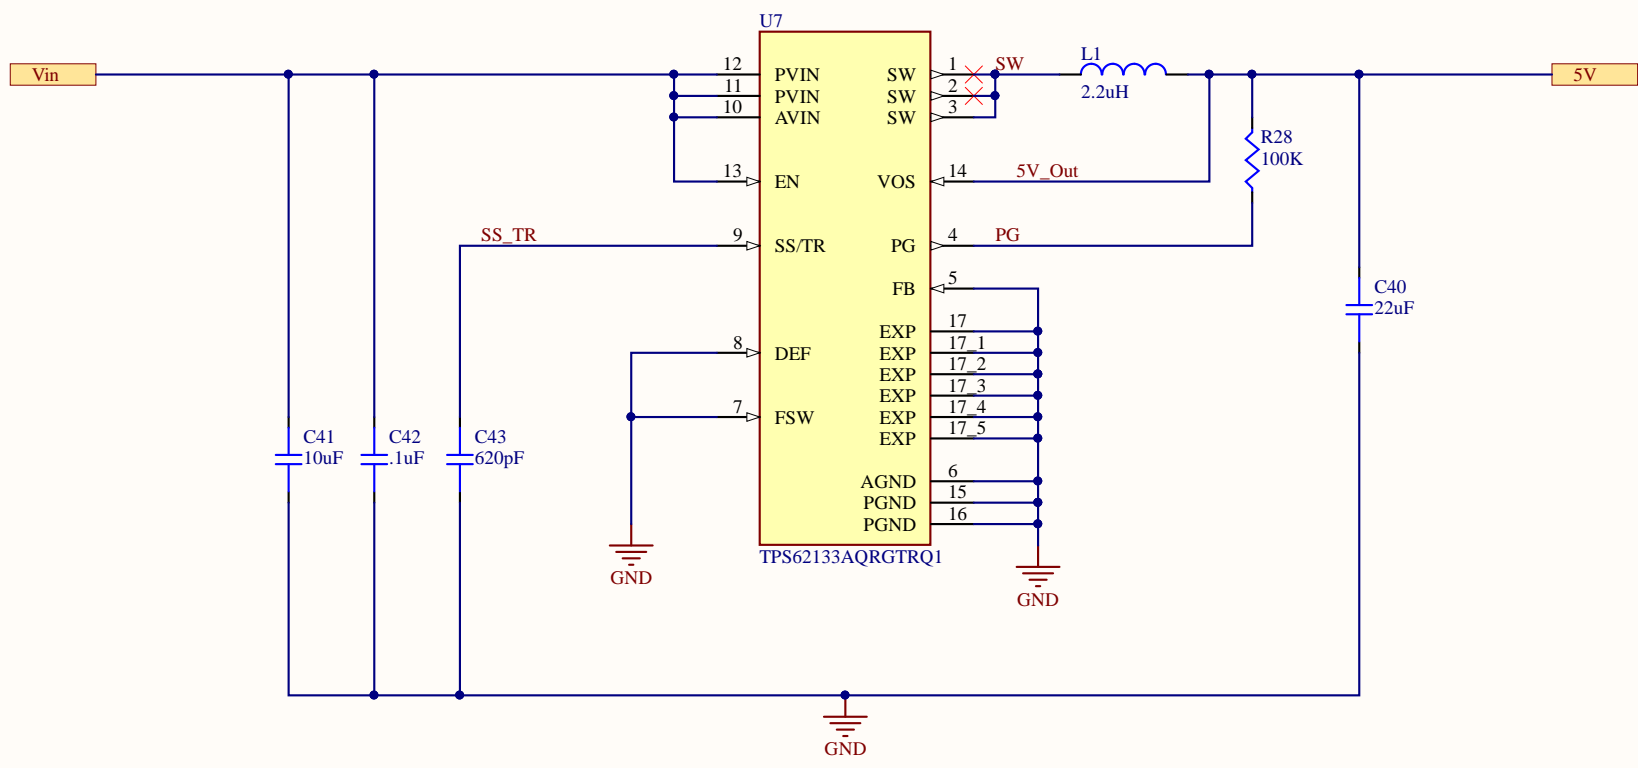 U7
Vin
12 PVIN
11 PVIN
10 AVIN
13 EN
SS_TR 9 SS/TR
8 DEF
7 FSW
SW 1 SW
SW 2
SW 3
VOS 14 5V_Out
PG 4 PG
FB 5
EXP 17
EXP 17_1
EXP 17_2
EXP 17_3
EXP 17_4
EXP 17_5
AGND 6
PGND 15
PGND 16
TPS62133AQRGTRQ1
L1
2.2uH
5V
R28
100K
C40
22uF
C41
10uF
C42
.1uF
C43
620pF
GND
GND
GND